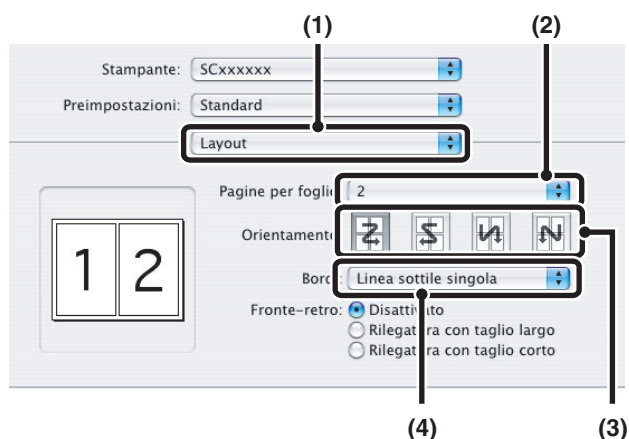 (1) (2)
Stampante: SCxxxxxx
Preimpostazioni: Standard
Layout
Pagine per foglio 2
Orientamento
1 2
Bordo: Linea sottile singola
Fronte-retro: Disattivato
Rilegatura con taglio largo
Rilegatura con taglio corto
(4) (3)